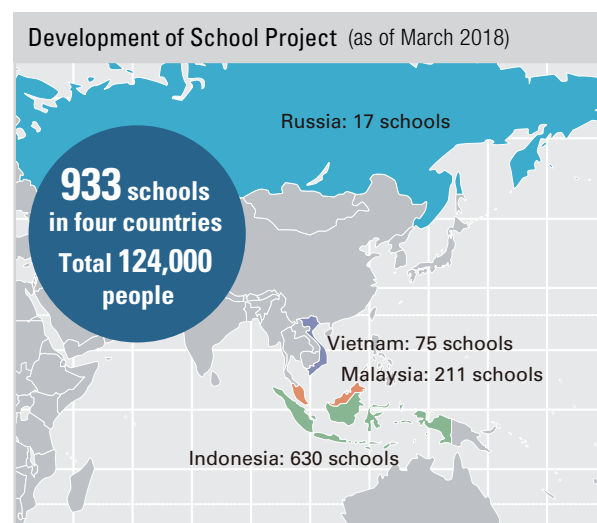 Development of School Project (as of March 2018)
Russia: 17 schools
933 schools
in four countries
Total 124,000
people
Vietnam: 75 schools
Malaysia: 211 schools
Indonesia: 630 schools